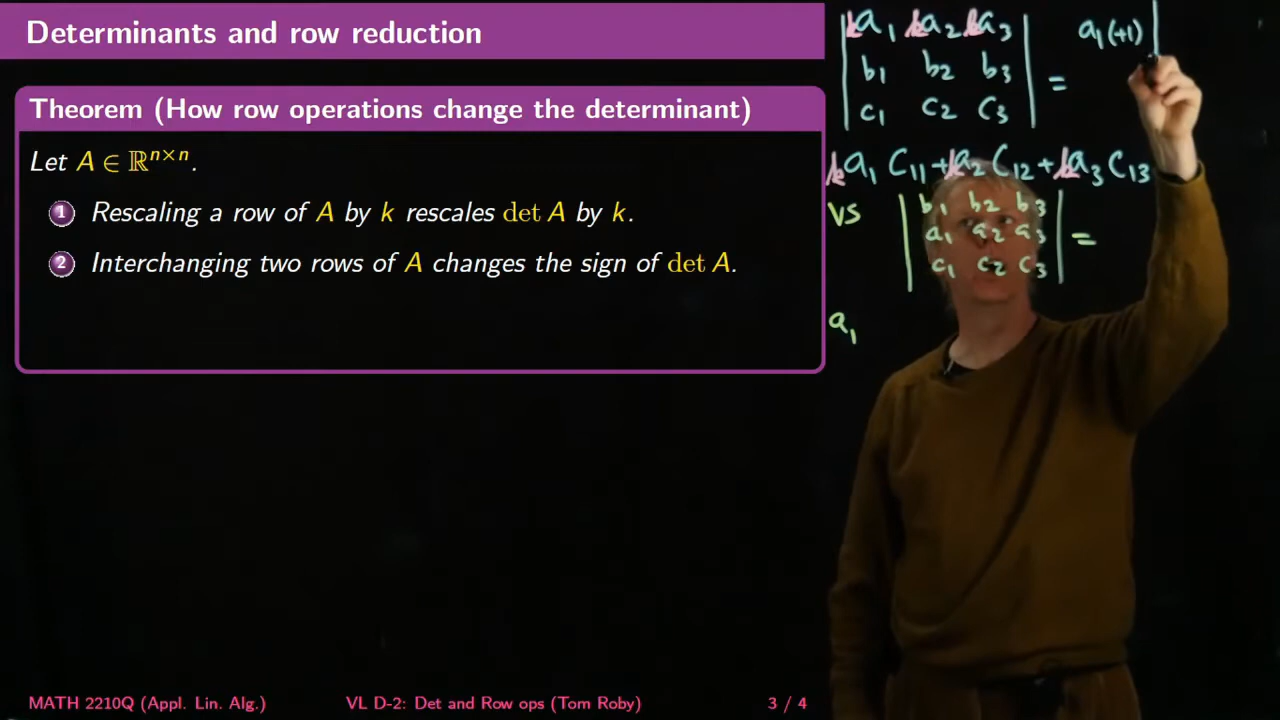 Determinants and row reduction
Theorem (How row operations change the determinant)
Let A ∈ ℝⁿˣⁿ.
1 Rescaling a row of A by k rescales det A by k.
2 Interchanging two rows of A changes the sign of det A.
MATH 2210Q (Appl. Lin. Alg.) VL D-2: Det and Row ops (Tom Roby) 3 / 4
| ka₁ ka₂ ka₃ | a₁(+1) |
| b₁ b₂ b₃ | =
| c₁ c₂ c₃ |
ka₁ C₁₁ + ka₂ C₁₂ + ka₃ C₁₃
vs | b₁ b₂ b₃ |
| a₁ a₂ a₃ | =
| c₁ c₂ c₃ |
a₁